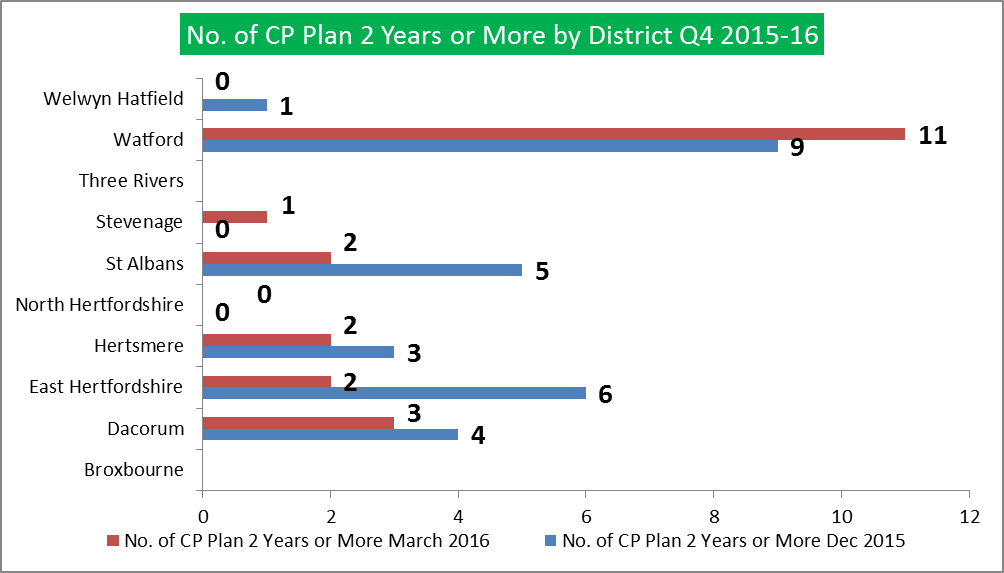 No. of CP Plan 2 Years or More by District Q4 2015-16
Welwyn Hatfield 0
1
Watford 11
9
Three Rivers
Stevenage 1
0
St Albans 2
5
North Hertfordshire 0
0
Hertsmere 2
3
East Hertfordshire 2
6
Dacorum 3
4
Broxbourne
0 2 4 6 8 10 12
No. of CP Plan 2 Years or More March 2016 No. of CP Plan 2 Years or More Dec 2015